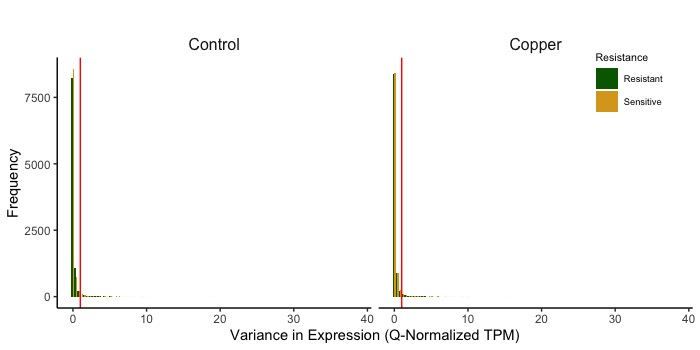 Control
Copper
Resistance
Resistant
Sensitive
Frequency
7500
5000
2500
0
0 10 20 30 40
0 10 20 30 40
Variance in Expression (Q-Normalized TPM)